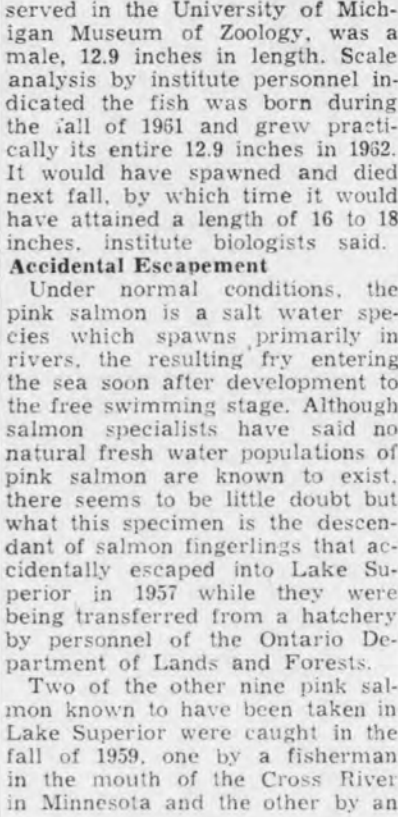 served in the University of Mich-
igan Museum of Zoology, was a
male, 12.9 inches in length. Scale
analysis by institute personnel in-
dicated the fish was born during
the fall of 1961 and grew practi-
cally its entire 12.9 inches in 1962.
It would have spawned and died
next fall, by which time it would
have attained a length of 16 to 18
inches, institute biologists said.
Accidental Escapement
Under normal conditions, the
pink salmon is a salt water spe-
cies which spawns primarily in
rivers, the resulting fry entering
the sea soon after development to
the free swimming stage. Although
salmon specialists have said no
natural fresh water populations of
pink salmon are known to exist,
there seems to be little doubt but
what this specimen is the descen-
dant of salmon fingerlings that ac-
cidentally escaped into Lake Su-
perior in 1957 while they were
being transferred from a hatchery
by personnel of the Ontario De-
partment of Lands and Forests.
Two of the other nine pink sal-
mon known to have been taken in
Lake Superior were caught in the
fall of 1959, one by a fisherman
in the mouth of the Cross River
in Minnesota and the other by an